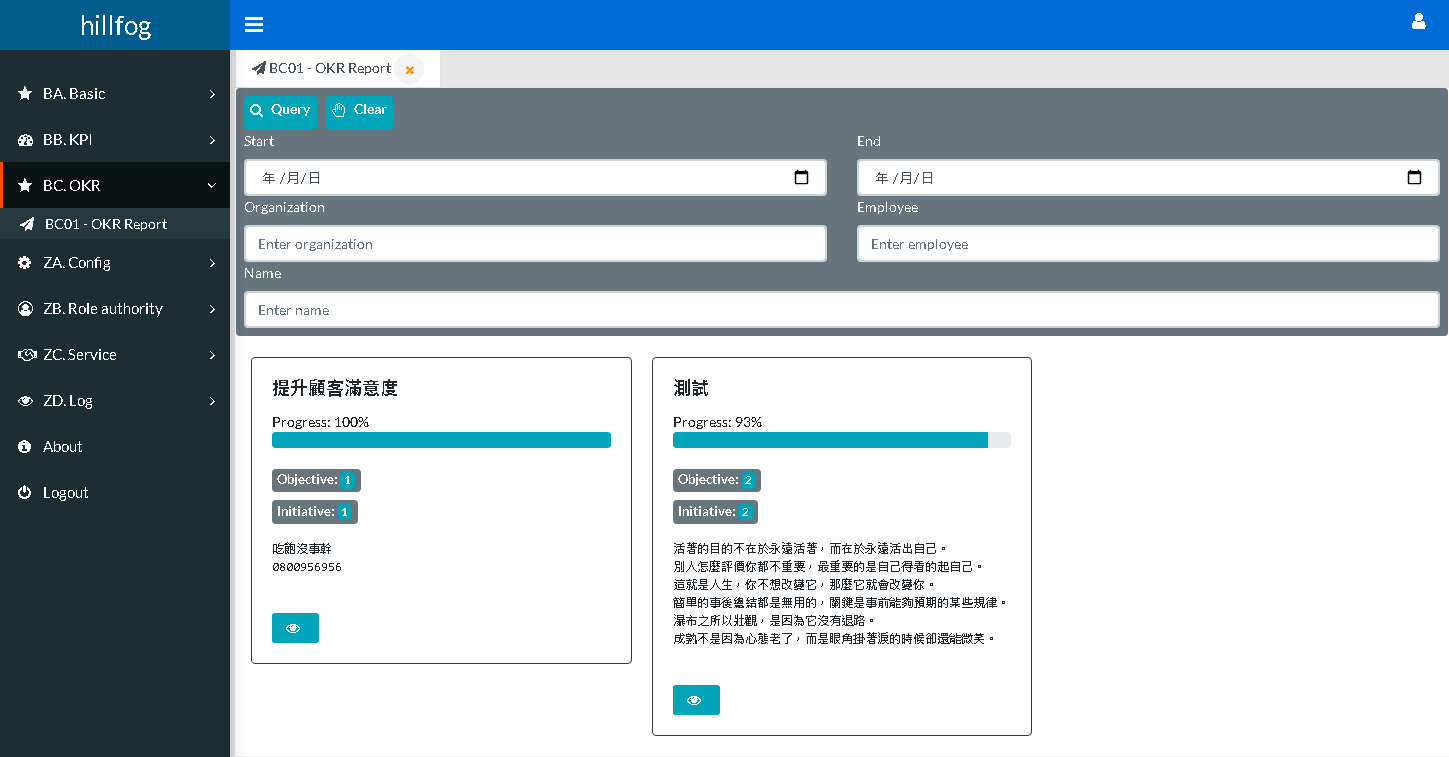 hillfog
BA. Basic
BB. KPI
BC. OKR
BC01 - OKR Report
ZA. Config
ZB. Role authority
ZC. Service
ZD. Log
About
Logout
BC01 - OKR Report
Query Clear
Start End
年 /月/日 年 /月/日
Organization Employee
Enter organization Enter employee
Name
Enter name
提升顧客滿意度
Progress: 100%
Objective: 1
Initiative: 1
吃飽沒事幹
0800956956
測試
Progress: 93%
Objective: 2
Initiative: 2
活著的目的不在於永遠活著，而在於永遠活出自己。
別人怎麼評價你都不重要，最重要的是自己得看的起自己。
這就是人生，你不想改變它，那麼它就會改變你。
簡單的事後總結都是無用的，關鍵是事前能夠預期的某些規律。
瀑布之所以壯觀，是因為它沒有退路。
成熟不是因為心態老了，而是眼角掛著淚的時候卻還能微笑。